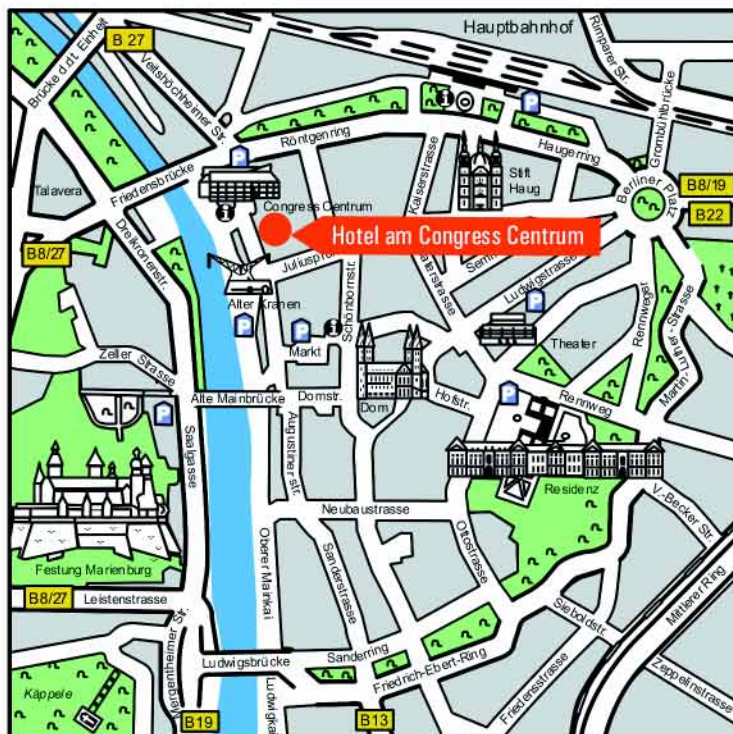 Hauptbahnhof
Rimparer Str.
B 27
Brücke d.dt. Einheit
Veitshöchheimer Str.
P
Röntgenring
Haugerring
Grombühlbrücke
Kaiserstrasse
Stift
Haug
Berliner Platz
B8/19
B22
Talavera
Friedensbrücke
P
Congress Centrum
Hotel am Congress Centrum
B8/27
Dreikronenstr.
Ludwigstrasse
Alter Kranen
P
P
Markt
Schönbornstr.
P
Theater
Rennweger
Martin-Luther-Strasse
Zeller Strasse
P
Alte Mainbrücke
Domstr.
Dom
Hofstr.
P
Rennweg
Saalgasse
Augustinerstr.
Residenz
Neubaustrasse
Ottostrasse
V.-Becker Str.
Mittlerer Ring
Festung Marienburg
Oberer Mainkai
Sanderstrasse
B8/27
Leistenstrasse
Sieboldstr.
Zeppelinstrasse
Mergentheimer Str.
Ludwigsbrücke
Sanderring
Friedrich-Ebert-Ring
Friedensstrasse
Käppele
B19
B13